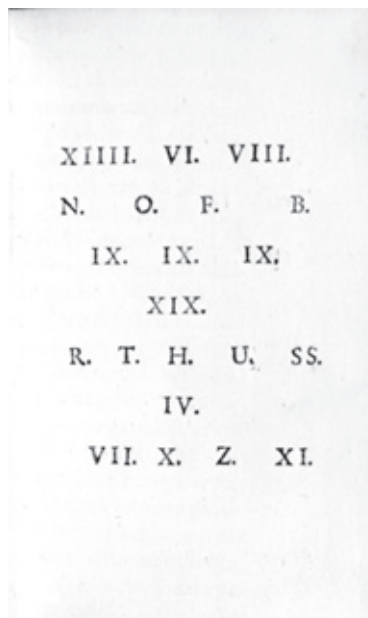 XIIII. VI. VIII.
N. O. F. B.
IX. IX. IX.
XIX.
R. T. H. U. SS.
IV.
VII. X. Z. XI.